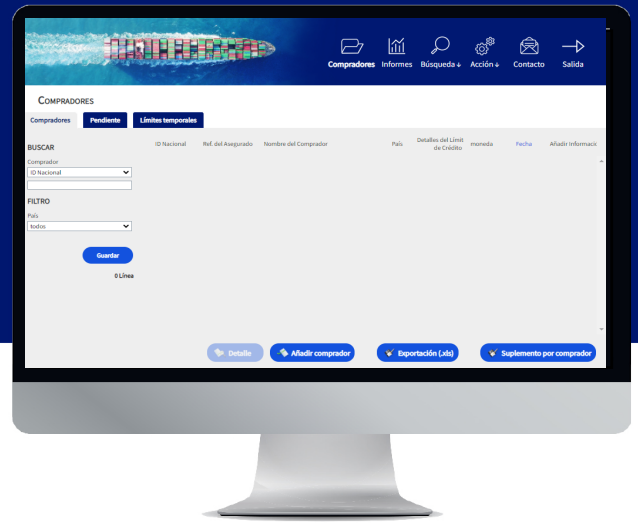 Compradores Informes Búsqueda Acción Contacto Salida
COMPRADORES
Compradores Pendiente Límites temporales
ID Nacional Ref. del Asegurado Nombre del Comprador País Detalles del Límit de Crédito moneda Fecha Añadir Informació
BUSCAR
Comprador
ID Nacional
FILTRO
País
todos
Guardar
0 Línea
Detalle Añadir comprador Exportación (.xls) Suplemento por comprador